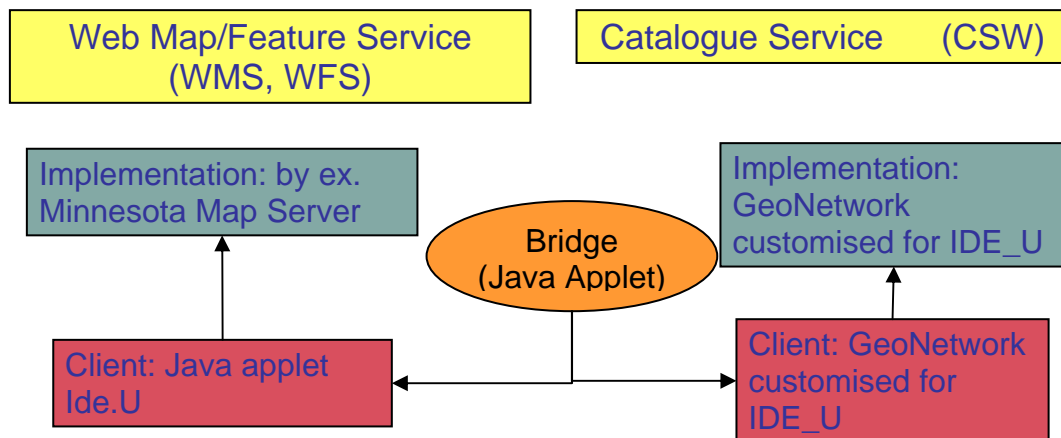 Web Map/Feature Service
(WMS, WFS)
Catalogue Service (CSW)
Implementation: by ex.
Minnesota Map Server
Implementation:
GeoNetwork
customised for IDE_U
Bridge
(Java Applet)
Client: Java applet
Ide.U
Client: GeoNetwork
customised for
IDE_U